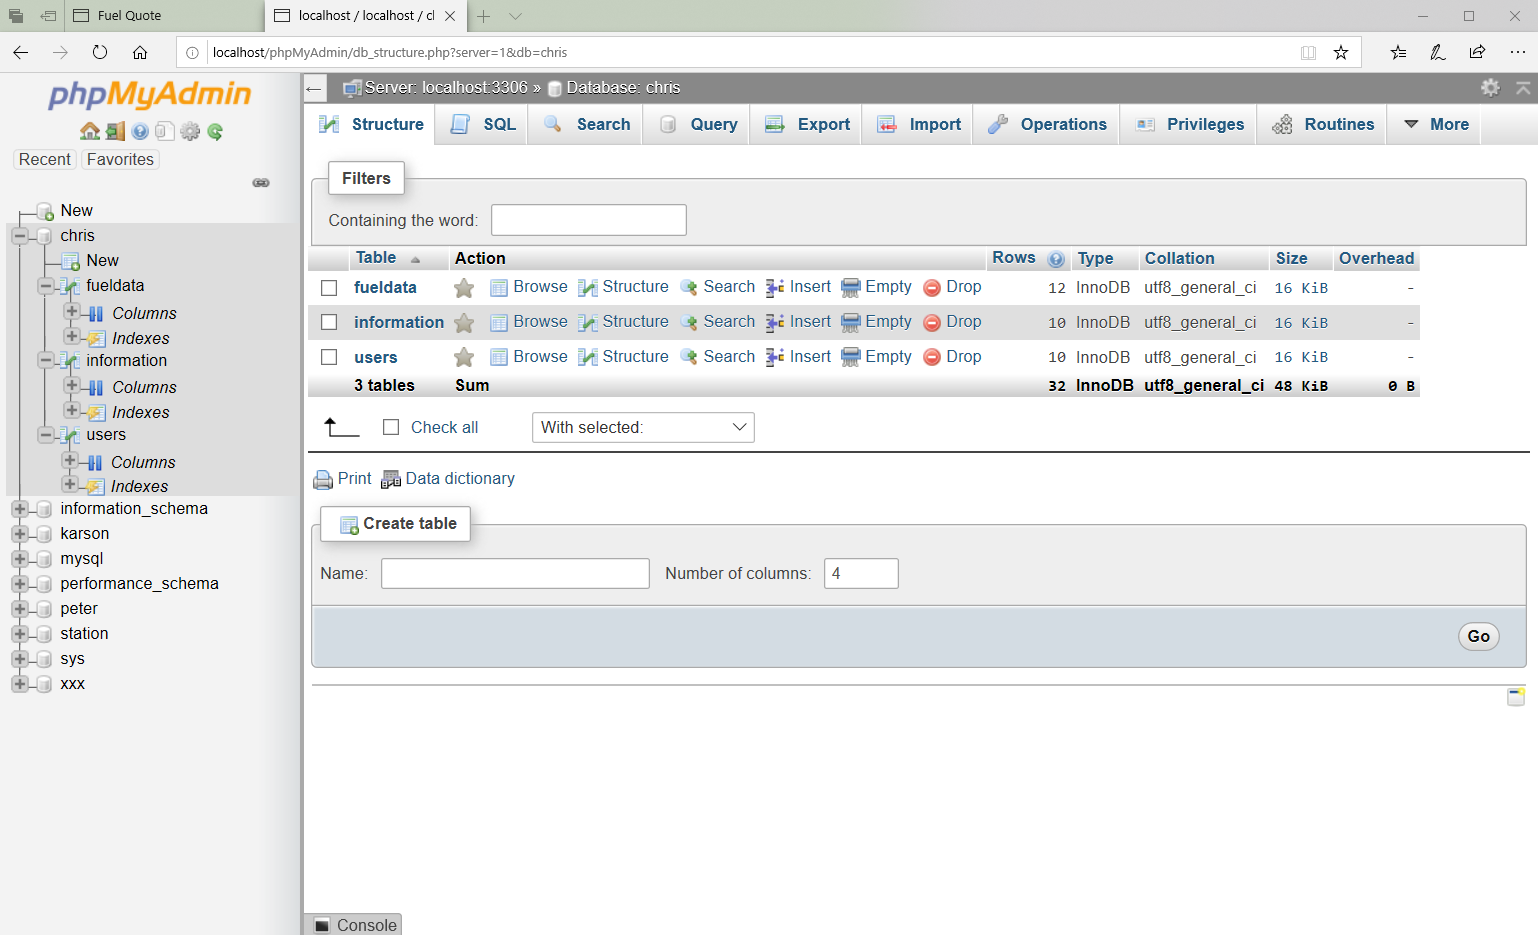 Fuel Quote
localhost / localhost / cl
localhost/phpMyAdmin/db_structure.php?server=1&db=chris
phpMyAdmin
Recent
Favorites
New
chris
New
fueldata
Columns
Indexes
information
Columns
Indexes
users
Columns
Indexes
information_schema
karson
mysql
performance_schema
peter
station
sys
xxx
Server: localhost:3306 » Database: chris
Structure SQL Search Query Export Import Operations Privileges Routines More
Filters
Containing the word:
Table Action Rows Type Collation Size Overhead
fueldata Browse Structure Search Insert Empty Drop 12 InnoDB utf8_general_ci 16 KiB -
information Browse Structure Search Insert Empty Drop 10 InnoDB utf8_general_ci 16 KiB -
users Browse Structure Search Insert Empty Drop 10 InnoDB utf8_general_ci 16 KiB -
3 tables Sum 32 InnoDB utf8_general_ci 48 KiB 0 B
Check all With selected:
Print Data dictionary
Create table
Name: Number of columns: 4
Go
Console